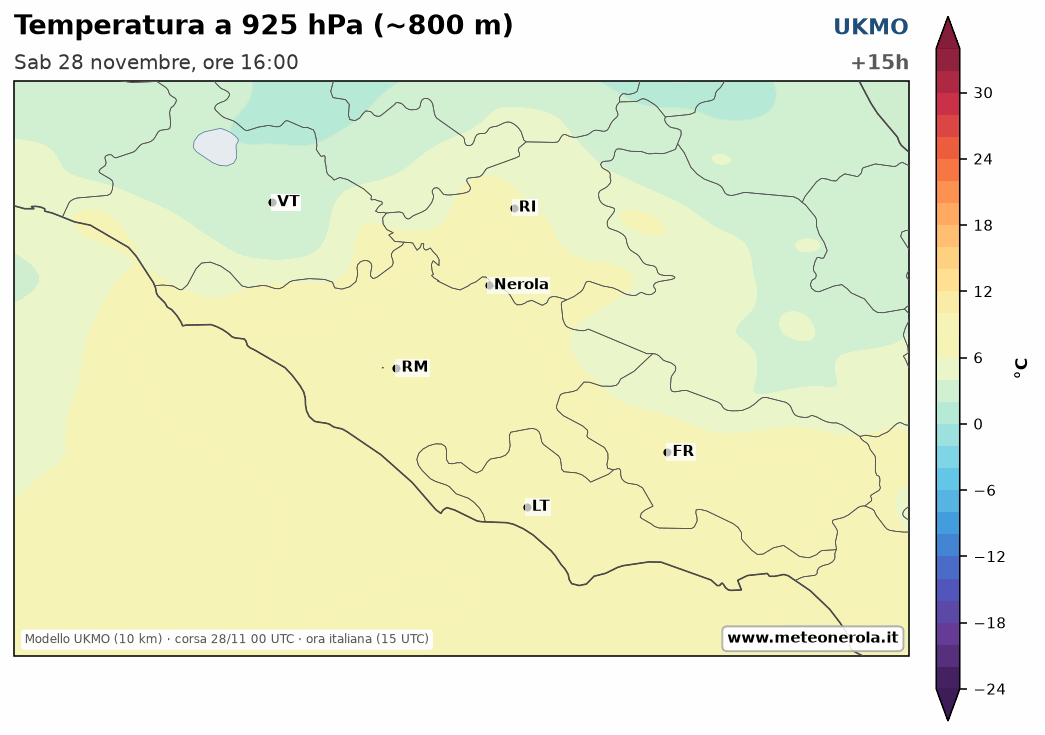 Temperatura a 925 hPa (~800 m)
UKMO
Sab 28 novembre, ore 16:00
+15h
VT
RI
Nerola
RM
FR
LT
30
24
18
12
6
0
−6
−12
−18
−24
°C
Modello UKMO (10 km) · corsa 28/11 00 UTC · ora italiana (15 UTC)
www.meteonerola.it